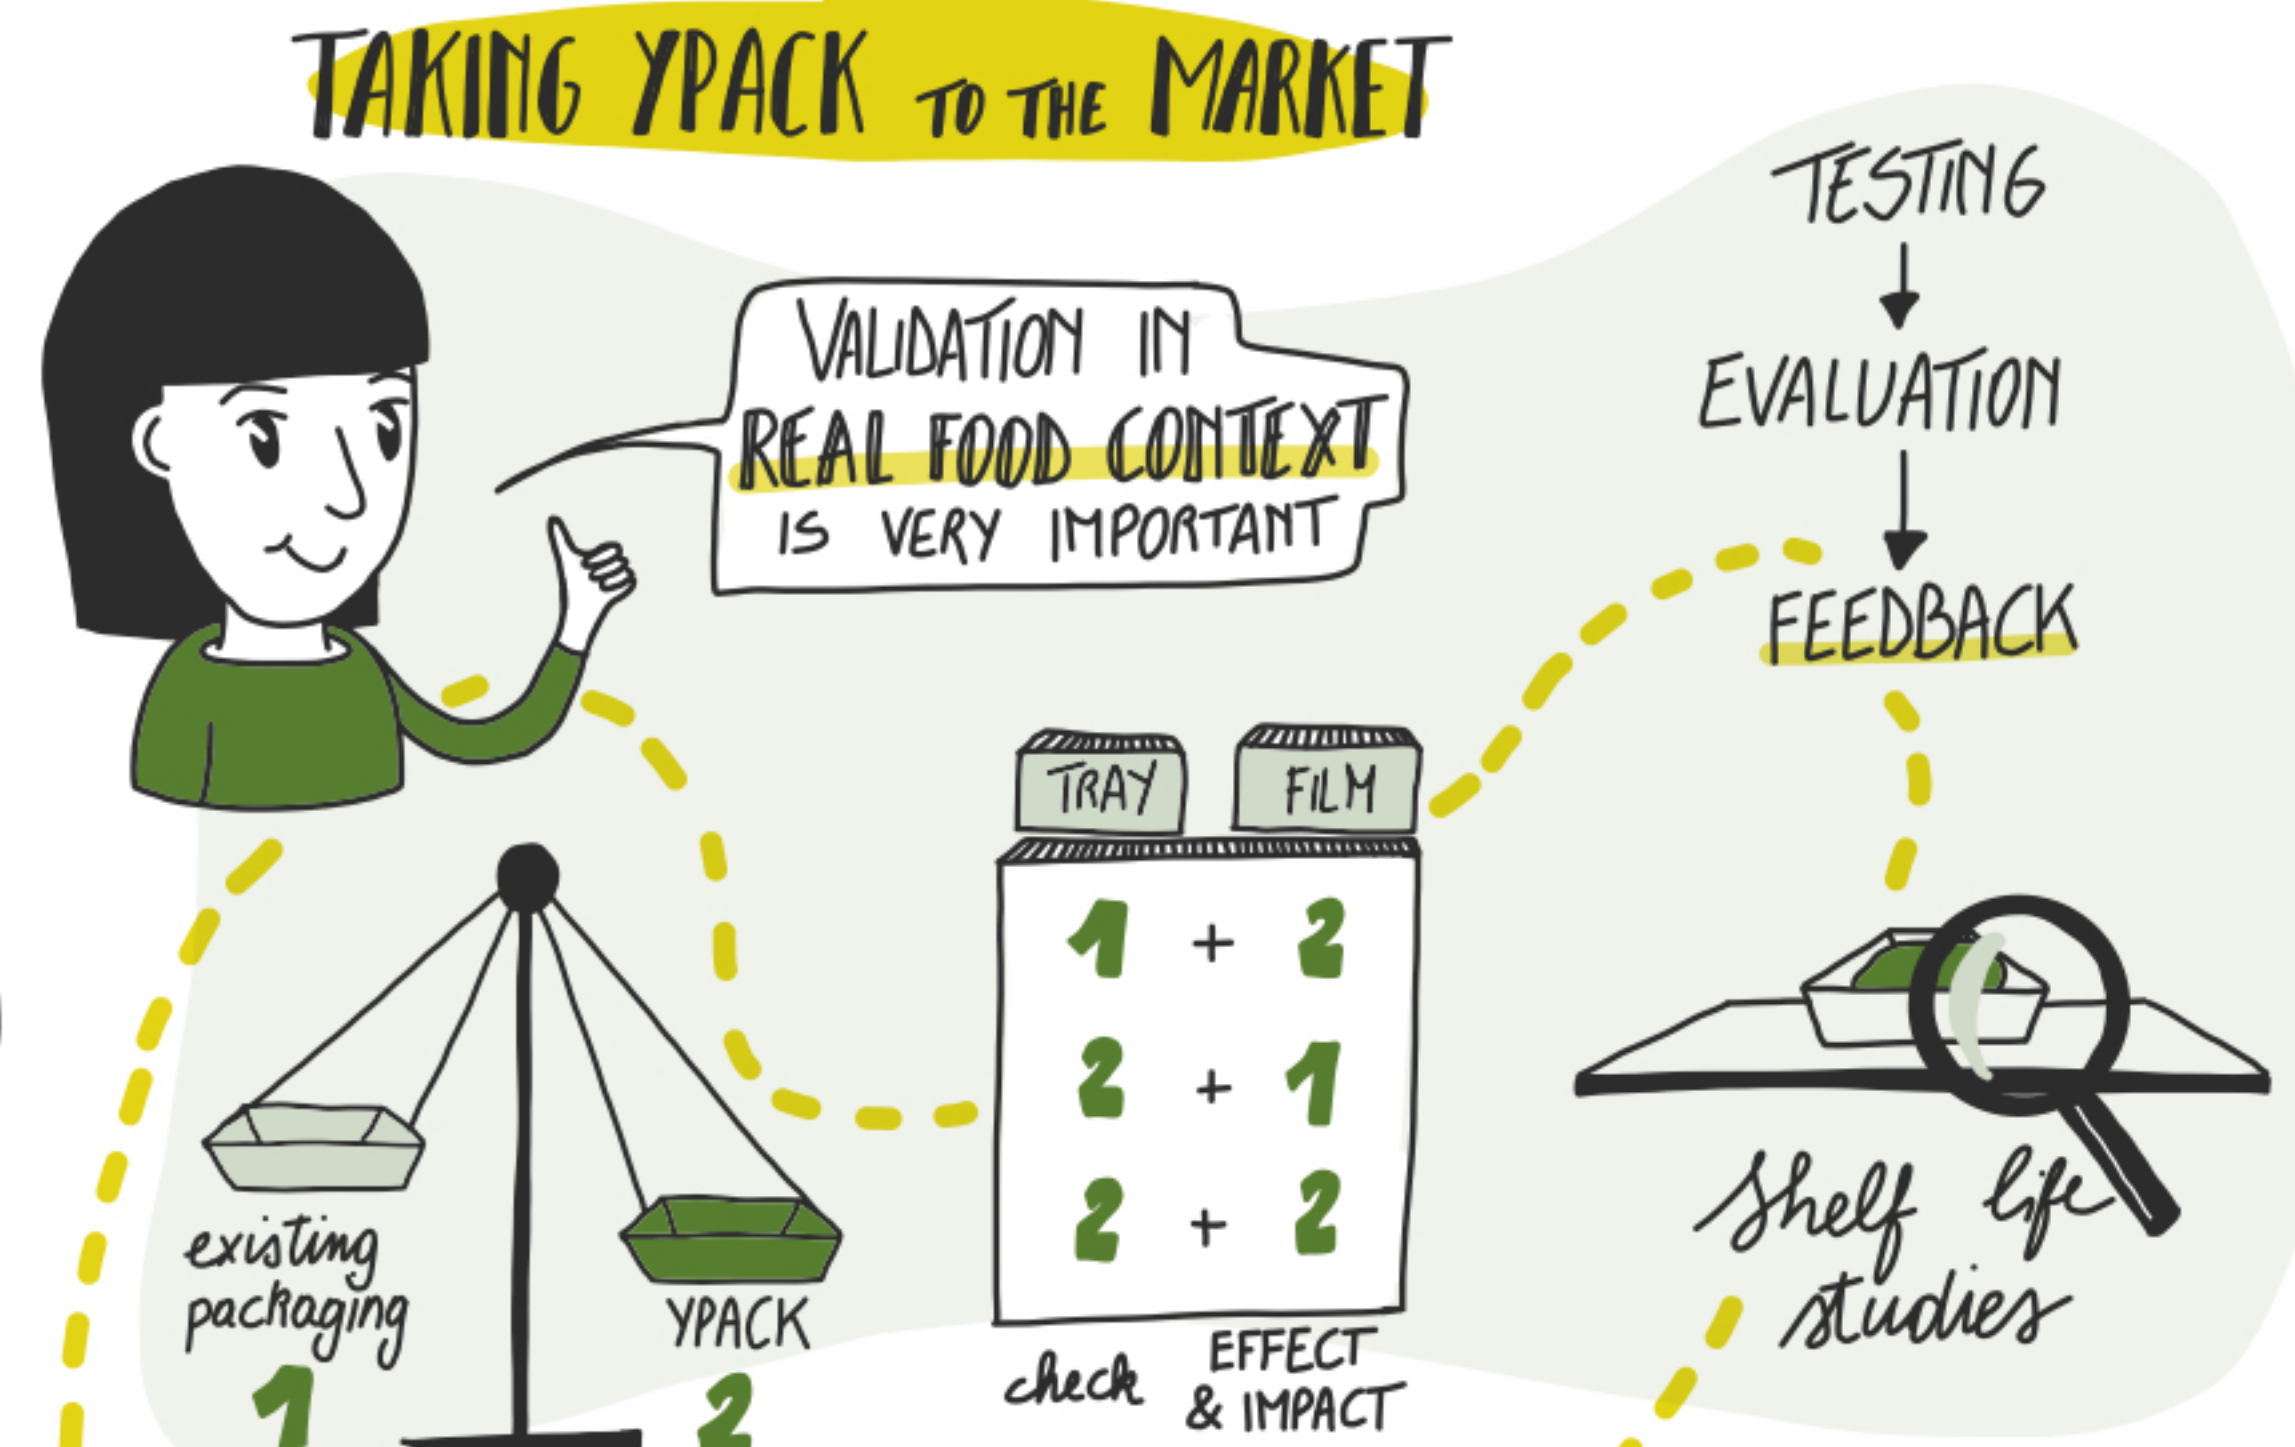 TAKING YPACK TO THE MARKET
VALIDATION IN
REAL FOOD CONTEXT
IS VERY IMPORTANT
TESTING
EVALUATION
FEEDBACK
existing
packaging
1
YPACK
2
TRAY FILM
1 + 2
2 + 1
2 + 2
check EFFECT
& IMPACT
shelf life
studies